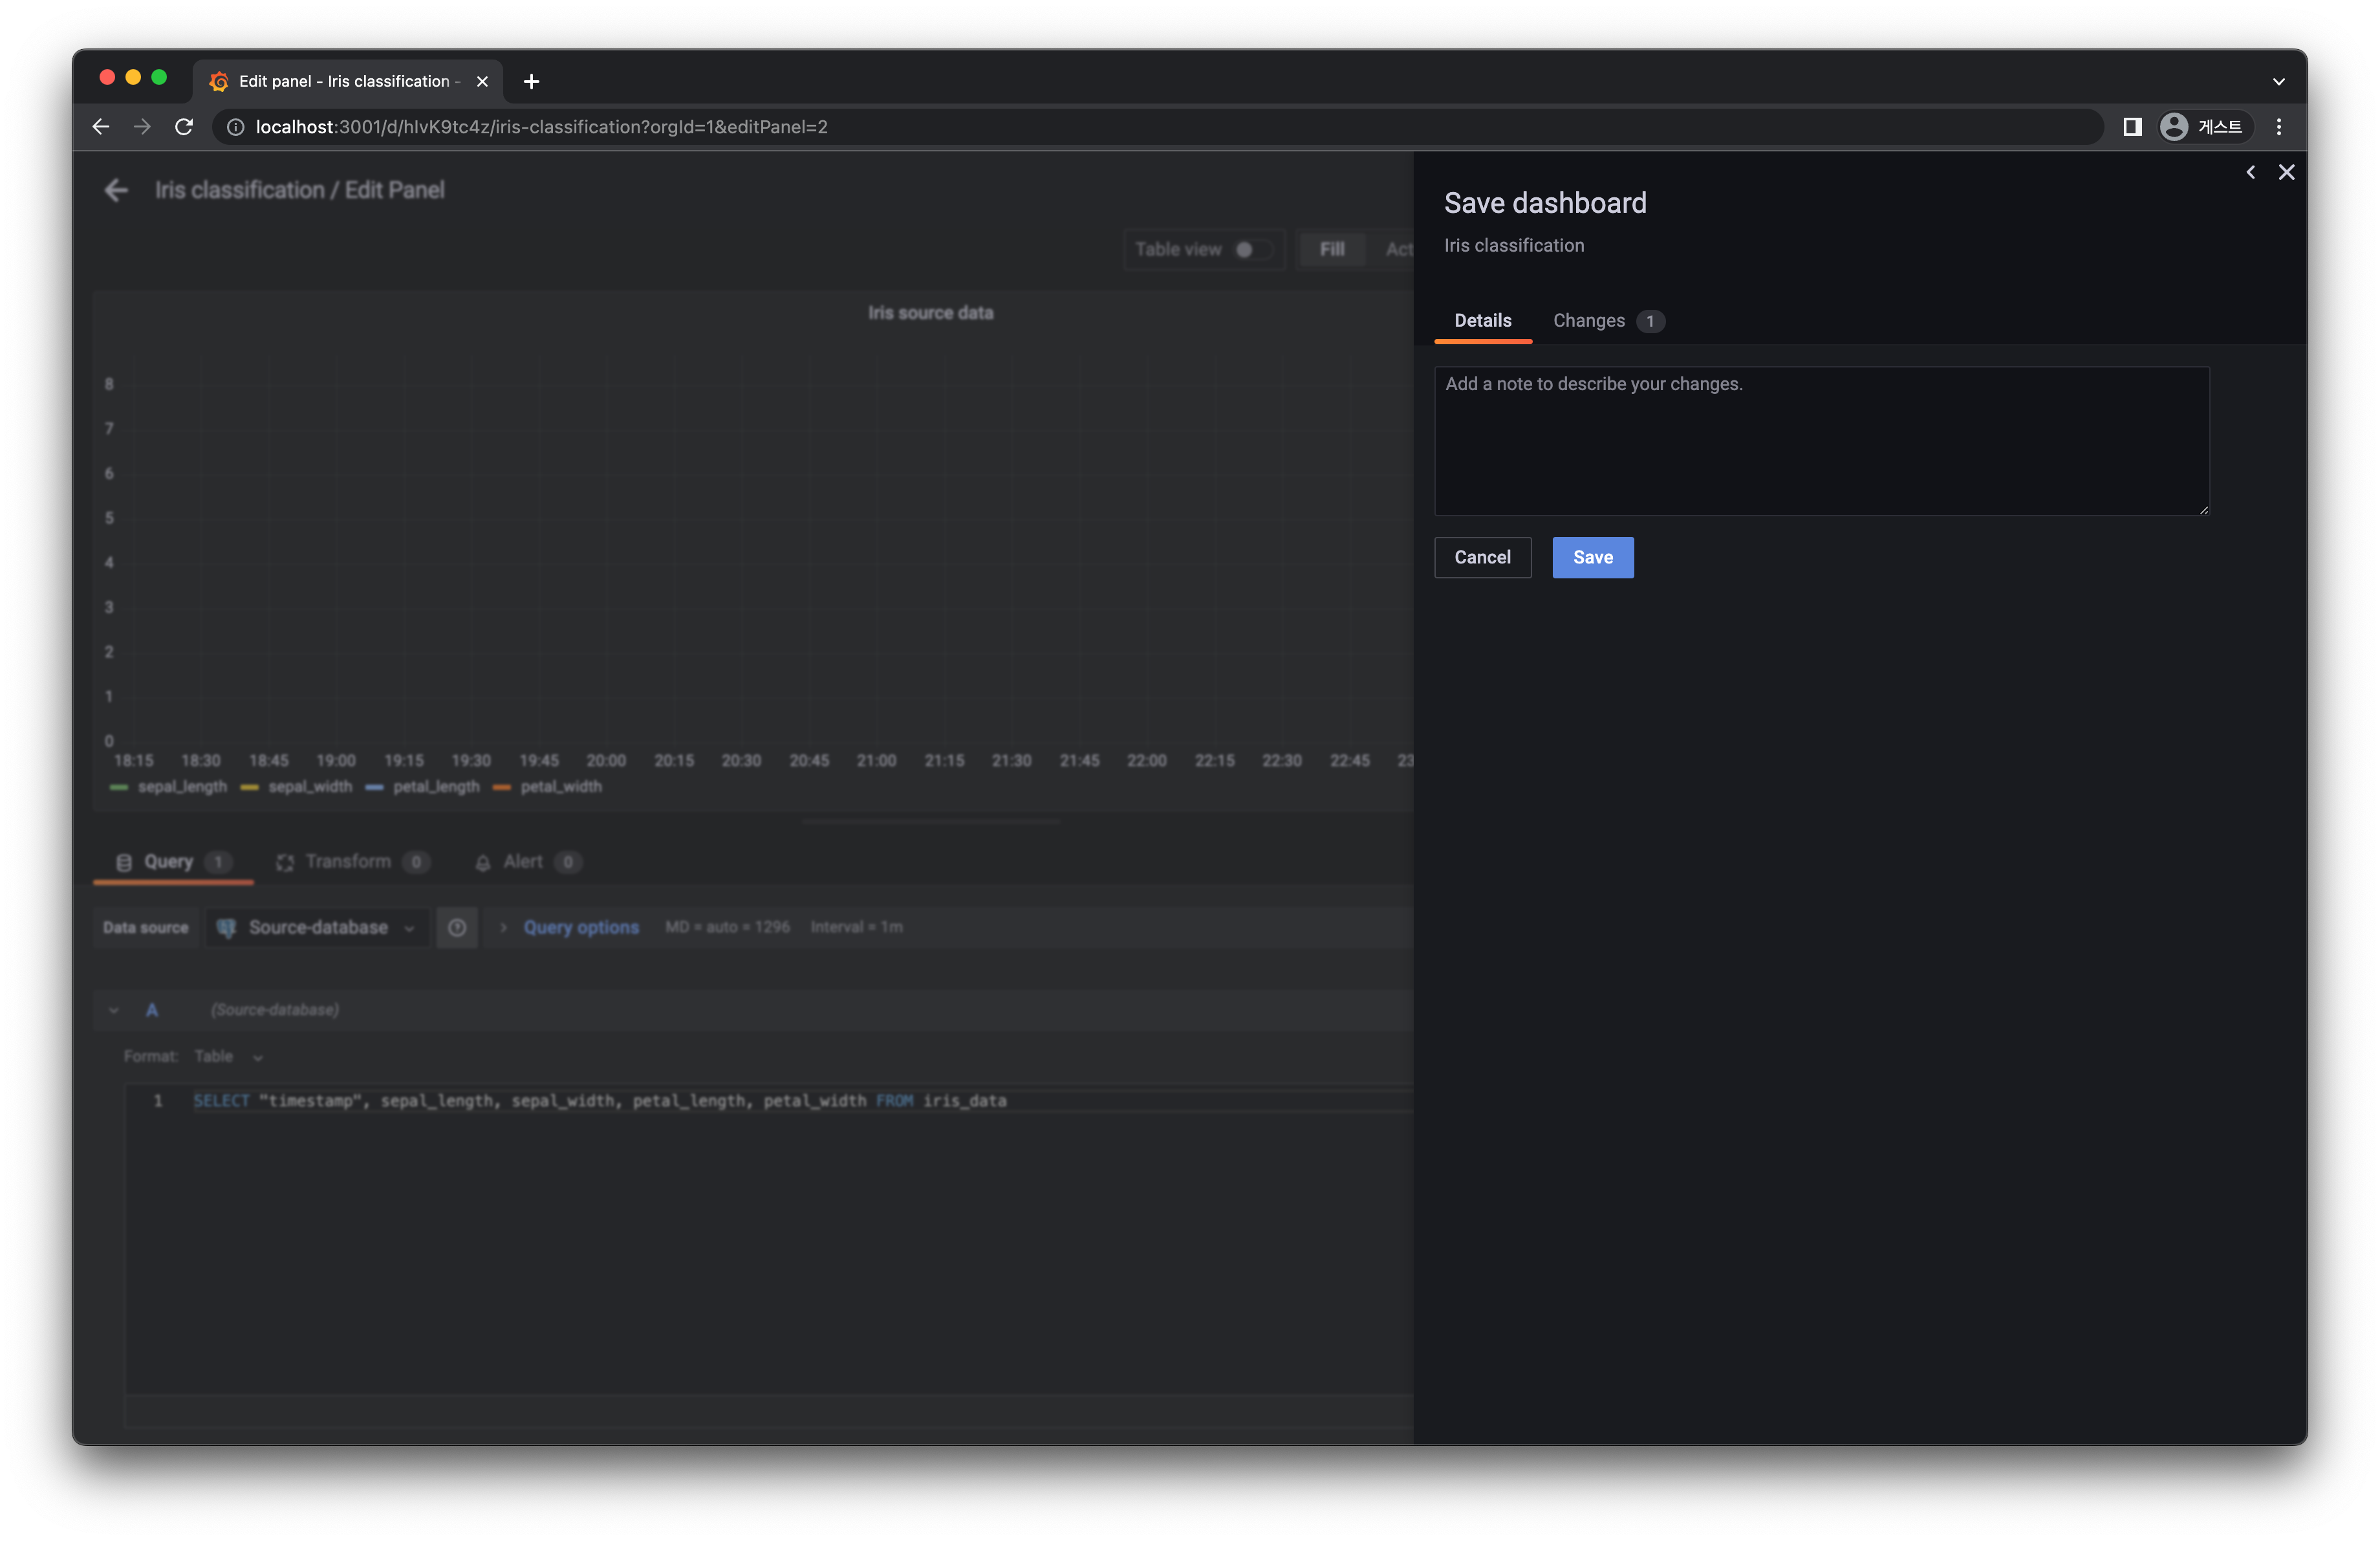 Edit panel - Iris classification -
localhost:3001/d/hIvK9tc4z/iris-classification?orgId=1&editPanel=2
게스트
Iris classification / Edit Panel
Table view
Fill
Act
Iris source data
8
7
6
5
4
3
2
1
0
18:15 18:30 18:45 19:00 19:15 19:30 19:45 20:00 20:15 20:30 20:45 21:00 21:15 21:30 21:45 22:00 22:15 22:30 22:45 23
sepal_length sepal_width petal_length petal_width
Query 1 Transform 0 Alert 0
Data source Source-database Query options MD = auto = 1296 Interval = 1m
A (Source-database)
Format: Table
1 SELECT "timestamp", sepal_length, sepal_width, petal_length, petal_width FROM iris_data
Save dashboard
Iris classification
Details Changes 1
Add a note to describe your changes.
Cancel Save